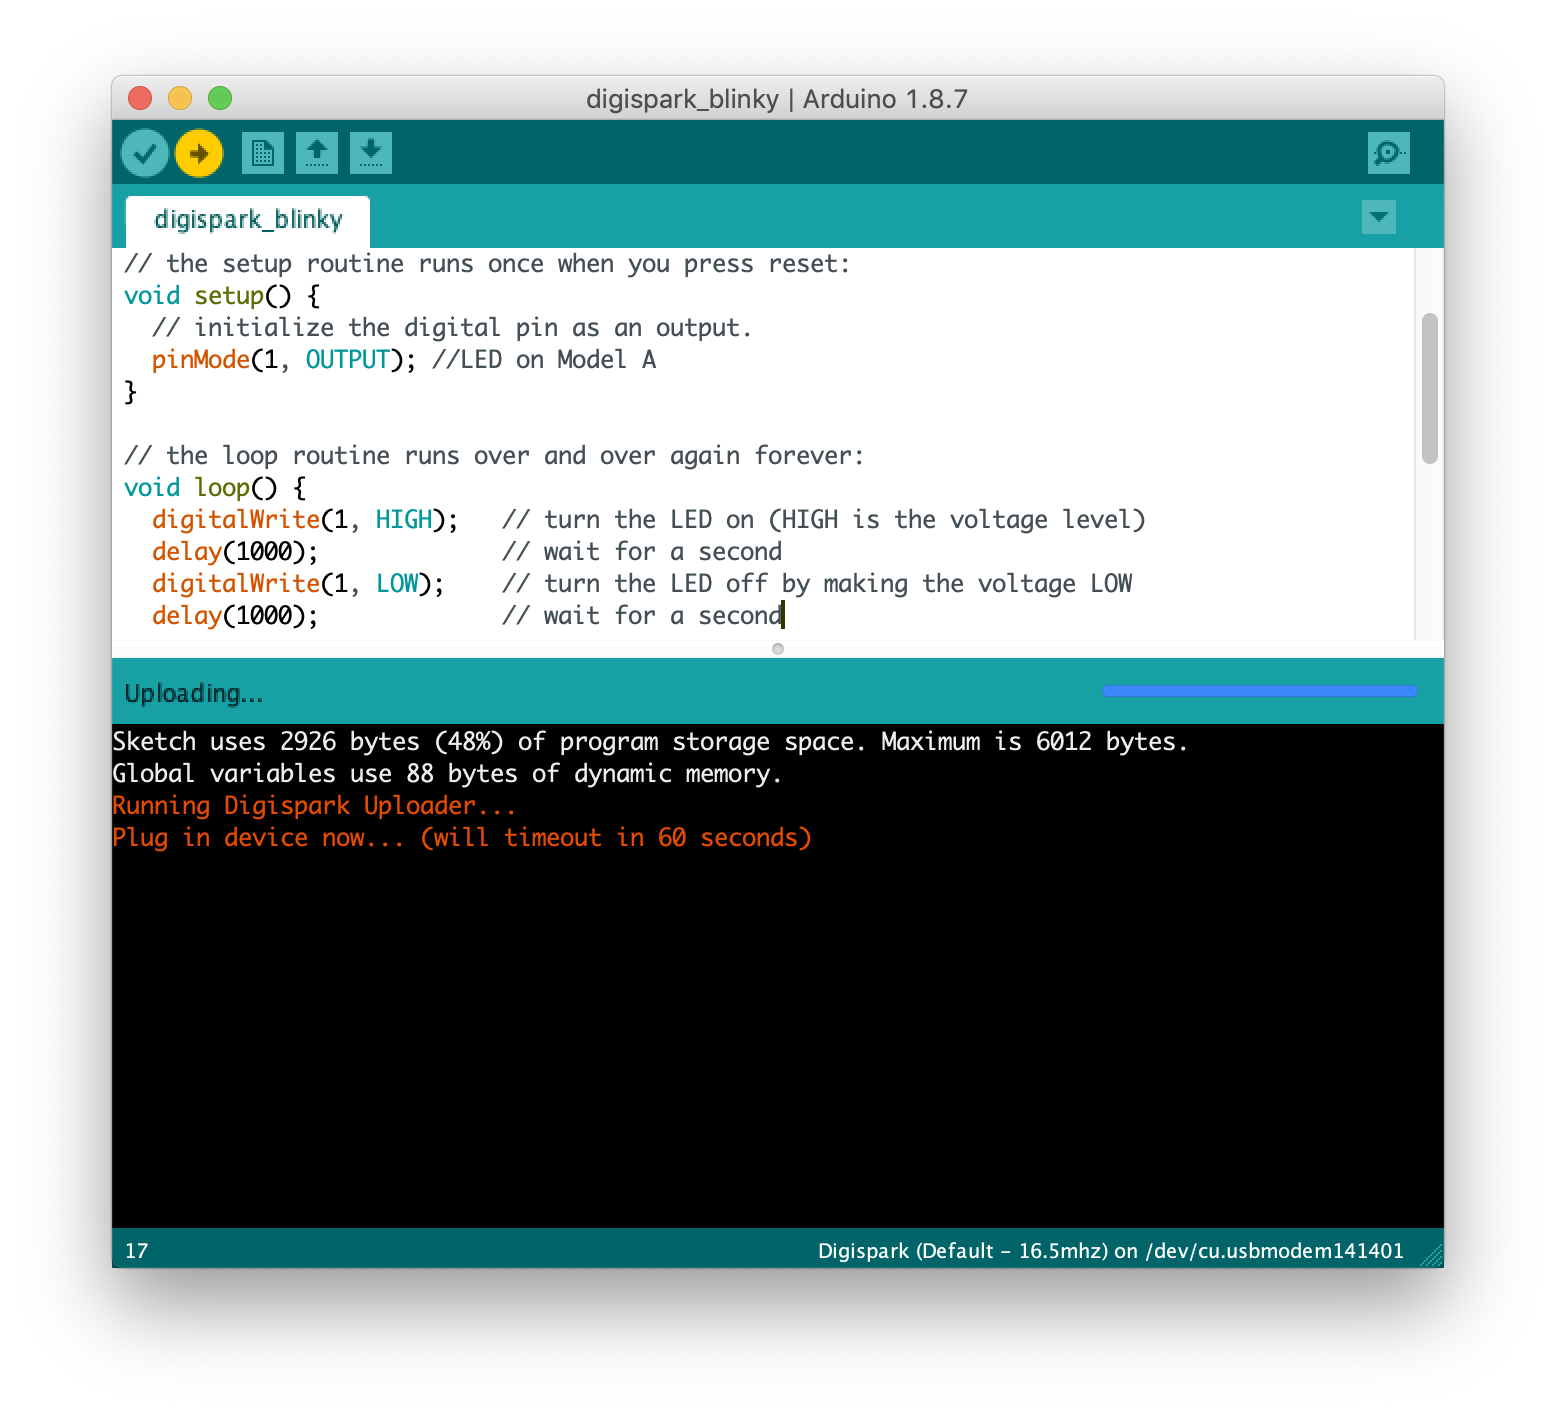 digispark_blinky | Arduino 1.8.7
digispark_blinky
// the setup routine runs once when you press reset:
void setup() {
  // initialize the digital pin as an output.
  pinMode(1, OUTPUT); //LED on Model A
}
// the loop routine runs over and over again forever:
void loop() {
  digitalWrite(1, HIGH);   // turn the LED on (HIGH is the voltage level)
  delay(1000);             // wait for a second
  digitalWrite(1, LOW);    // turn the LED off by making the voltage LOW
  delay(1000);             // wait for a second
Uploading...
Sketch uses 2926 bytes (48%) of program storage space. Maximum is 6012 bytes.
Global variables use 88 bytes of dynamic memory.
Running Digispark Uploader...
Plug in device now... (will timeout in 60 seconds)
17 Digispark (Default – 16.5mhz) on /dev/cu.usbmodem141401